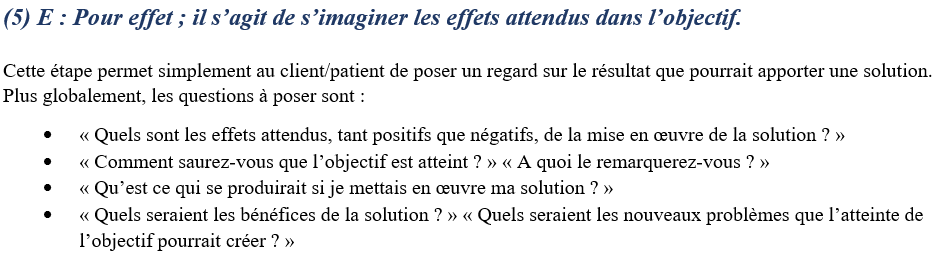 (5) E : Pour effet ; il s’agit de s’imaginer les effets attendus dans l’objectif.
Cette étape permet simplement au client/patient de poser un regard sur le résultat que pourrait apporter une solution.
Plus globalement, les questions à poser sont :
• « Quels sont les effets attendus, tant positifs que négatifs, de la mise en œuvre de la solution ? »
• « Comment saurez-vous que l’objectif est atteint ? » « A quoi le remarquerez-vous ? »
• « Qu’est ce qui se produirait si je mettais en œuvre ma solution ? »
• « Quels seraient les bénéfices de la solution ? » « Quels seraient les nouveaux problèmes que l’atteinte de
l’objectif pourrait créer ? »